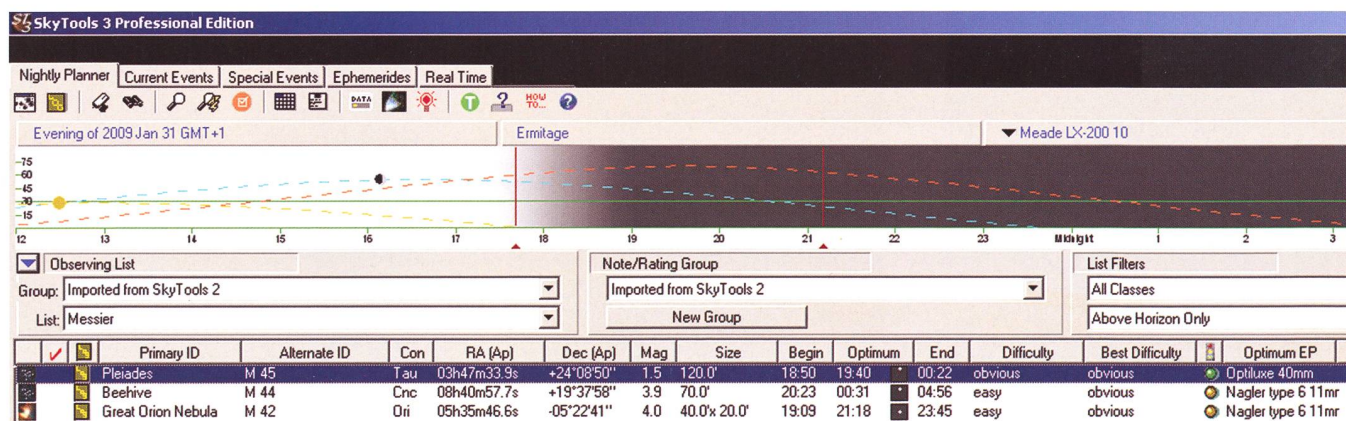 SkyTools 3 Professional Edition
Nightly Planner Current Events Special Events Ephemerides Real Time
DATA T HOW TO... ?
Evening of 2009 Jan 31 GMT+1 Ermitage Meade LX-200 10
75
60
45
30
15
12 13 14 15 16 17 18 19 20 21 22 23 Midnight 1 2 3
Observing List Note/Rating Group List Filters
Group: Imported from SkyTools 2 Imported from SkyTools 2 All Classes
List: Messier New Group Above Horizon Only
Primary ID Alternate ID Con RA (Ap) Dec (Ap) Mag Size Begin Optimum End Difficulty Best Difficulty Optimum EP
Pleiades M 45 Tau 03h47m33.9s +24°08'50'' 1.5 120.0' 18:50 19:40 00:22 obvious obvious Optiluxe 40mm
Beehive M 44 Cnc 08h40m57.7s +19°37'58'' 3.9 70.0' 20:23 00:31 04:56 easy obvious Nagler type 6 11mr
Great Orion Nebula M 42 Ori 05h35m46.6s -05°22'41'' 4.0 40.0'x 20.0' 19:09 21:18 23:45 easy obvious Nagler type 6 11mr